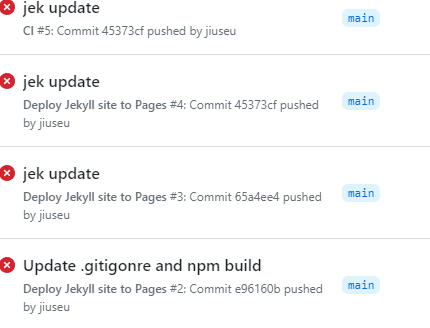 jek update
main
CI #5: Commit 45373cf pushed by jiuseu
jek update
main
Deploy Jekyll site to Pages #4: Commit 45373cf pushed
by jiuseu
jek update
main
Deploy Jekyll site to Pages #3: Commit 65a4ee4 pushed
by jiuseu
Update .gitigonre and npm build
main
Deploy Jekyll site to Pages #2: Commit e96160b pushed
by jiuseu